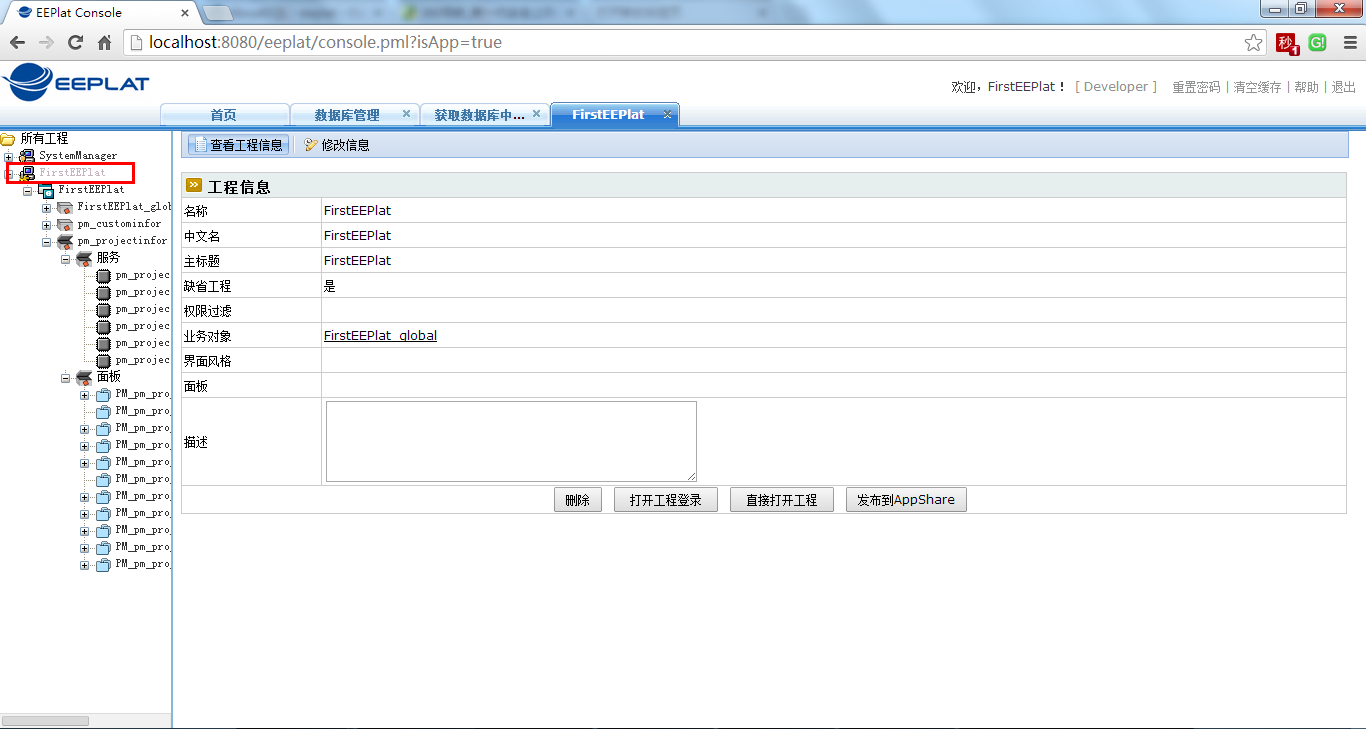 EEPlat Console
localhost:8080/eeplat/console.pml?isApp=true
秒 1 G!
EEPLAT
欢迎，FirstEEPlat！ [ Developer ] 重置密码 | 清空缓存 | 帮助 | 退出
首页 数据库管理 获取数据库中... FirstEEPlat
所有工程
SystemManager
FirstEEPlat
FirstEEPlat
FirstEEPlat_glob
pm_custominfor
pm_projectinfor
服务
pm_projec
pm_projec
pm_projec
pm_projec
pm_projec
pm_projec
面板
PM_pm_pro
PM_pm_pro
PM_pm_pro
PM_pm_pro
PM_pm_pro
PM_pm_pro
PM_pm_pro
PM_pm_pro
PM_pm_pro
PM_pm_pro
PM_pm_pro
查看工程信息 修改信息
工程信息
名称 FirstEEPlat
中文名 FirstEEPlat
主标题 FirstEEPlat
缺省工程 是
权限过滤
业务对象 FirstEEPlat_global
界面风格
面板
描述
删除 打开工程登录 直接打开工程 发布到AppShare